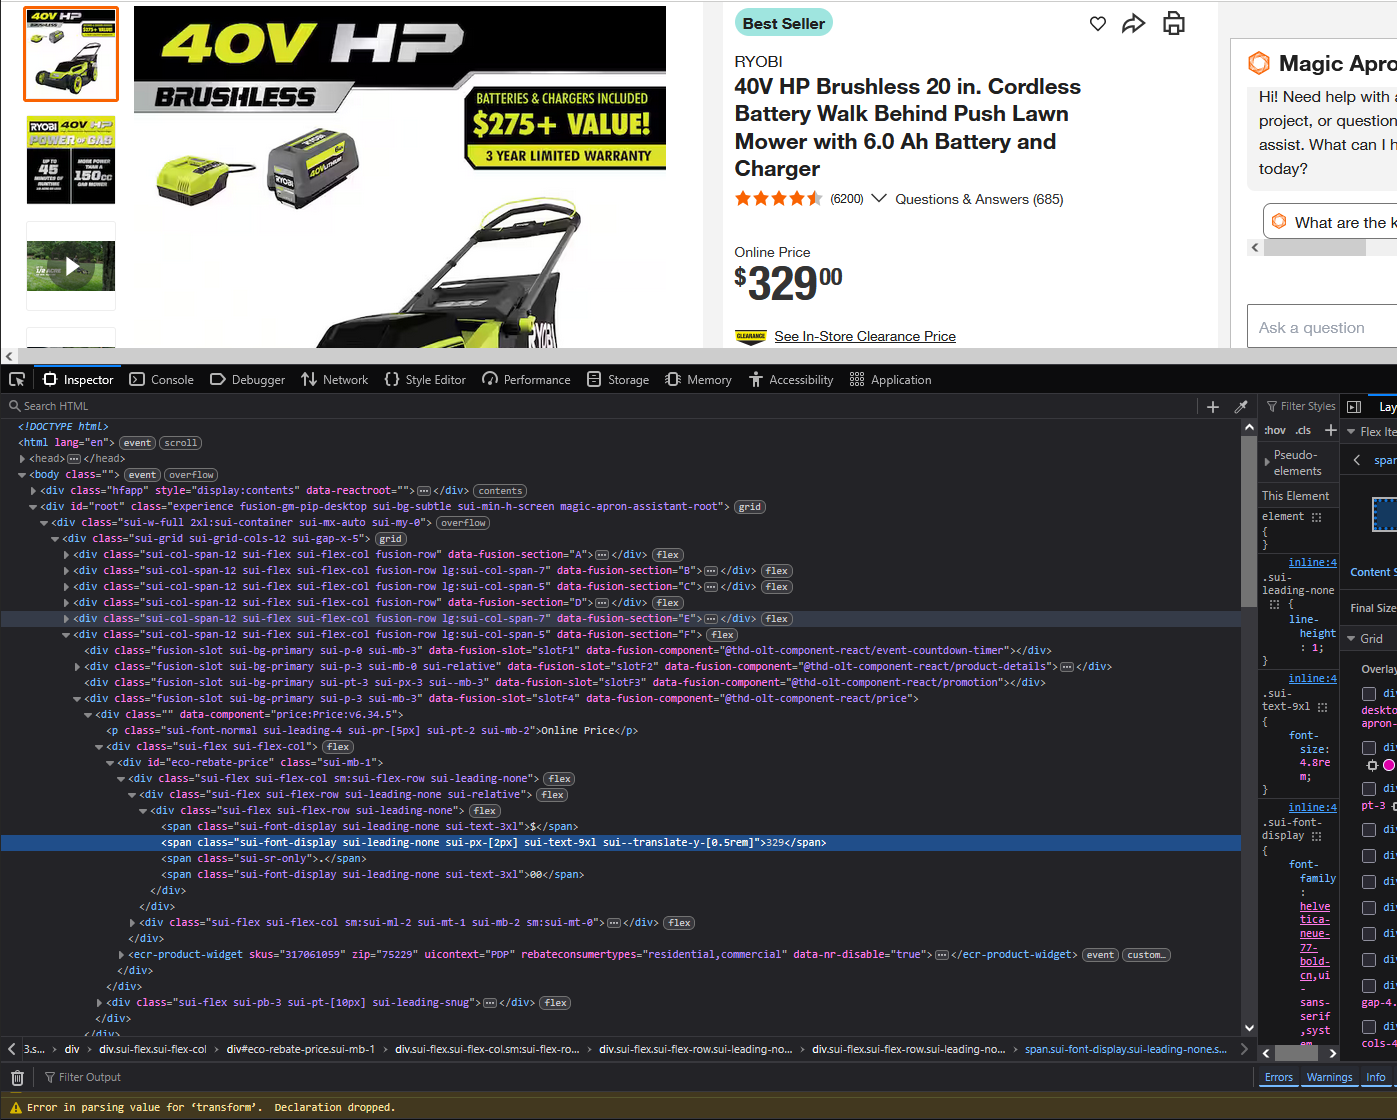 40V HP
BRUSHLESS
BATTERIES & CHARGERS INCLUDED
$275+ VALUE!
3 YEAR LIMITED WARRANTY
40V HP
BRUSHLESS
$275+ VALUE!
RYOBI 40V HP
POWER OF GAS
UP TO
45
MINUTES OF
RUNTIME
MORE POWER
THAN A
150cc
GAS MOWER
RYOBI
40V LITHIUM
RYOBI
Best Seller
RYOBI
40V HP Brushless 20 in. Cordless
Battery Walk Behind Push Lawn
Mower with 6.0 Ah Battery and
Charger
(6200) Questions & Answers (685)
Online Price
$329 00
CLEARANCE See In-Store Clearance Price
Magic Apro
Hi! Need help with a
project, or question
assist. What can I h
today?
What are the k
Ask a question
Inspector Console Debugger Network {} Style Editor Performance Storage Memory Accessibility Application
Search HTML
<!DOCTYPE html>
<html lang="en"> event scroll
<head> ⋯ </head>
<body class=""> event overflow
<div class="hfapp" style="display:contents" data-reactroot=""> ⋯ </div> contents
<div id="root" class="experience fusion-gm-pip-desktop sui-bg-subtle sui-min-h-screen magic-apron-assistant-root"> grid
<div class="sui-w-full 2xl:sui-container sui-mx-auto sui-my-0"> overflow
<div class="sui-grid sui-grid-cols-12 sui-gap-x-5"> grid
<div class="sui-col-span-12 sui-flex sui-flex-col fusion-row" data-fusion-section="A"> ⋯ </div> flex
<div class="sui-col-span-12 sui-flex sui-flex-col fusion-row lg:sui-col-span-7" data-fusion-section="B"> ⋯ </div> flex
<div class="sui-col-span-12 sui-flex sui-flex-col fusion-row lg:sui-col-span-5" data-fusion-section="C"> ⋯ </div> flex
<div class="sui-col-span-12 sui-flex sui-flex-col fusion-row" data-fusion-section="D"> ⋯ </div> flex
<div class="sui-col-span-12 sui-flex sui-flex-col fusion-row lg:sui-col-span-7" data-fusion-section="E"> ⋯ </div> flex
<div class="sui-col-span-12 sui-flex sui-flex-col fusion-row lg:sui-col-span-5" data-fusion-section="F"> flex
<div class="fusion-slot sui-bg-primary sui-p-0 sui-mb-3" data-fusion-slot="slotF1" data-fusion-component="@thd-olt-component-react/event-countdown-timer"></div>
<div class="fusion-slot sui-bg-primary sui-p-3 sui-mb-0 sui-relative" data-fusion-slot="slotF2" data-fusion-component="@thd-olt-component-react/product-details"> ⋯ </div>
<div class="fusion-slot sui-bg-primary sui-pt-3 sui-px-3 sui--mb-3" data-fusion-slot="slotF3" data-fusion-component="@thd-olt-component-react/promotion"></div>
<div class="fusion-slot sui-bg-primary sui-p-3 sui-mb-3" data-fusion-slot="slotF4" data-fusion-component="@thd-olt-component-react/price">
<div class="" data-component="price:Price:v6.34.5">
<p class="sui-font-normal sui-leading-4 sui-pr-[5px] sui-pt-2 sui-mb-2">Online Price</p>
<div class="sui-flex sui-flex-col"> flex
<div id="eco-rebate-price" class="sui-mb-1">
<div class="sui-flex sui-flex-col sm:sui-flex-row sui-leading-none"> flex
<div class="sui-flex sui-flex-row sui-leading-none sui-relative"> flex
<div class="sui-flex sui-flex-row sui-leading-none"> flex
<span class="sui-font-display sui-leading-none sui-text-3xl">$</span>
<span class="sui-font-display sui-leading-none sui-px-[2px] sui-text-9xl sui--translate-y-[0.5rem]">329</span>
<span class="sui-sr-only">.</span>
<span class="sui-font-display sui-leading-none sui-text-3xl">00</span>
</div>
</div>
<div class="sui-flex sui-flex-col sm:sui-ml-2 sui-mt-1 sui-mb-2 sm:sui-mt-0"> ⋯ </div> flex
</div>
<ecr-product-widget skus="317061059" zip="75229" uicontext="PDP" rebateconsumertypes="residential,commercial" data-nr-disable="true"> ⋯ </ecr-product-widget> event custom…
</div>
</div>
<div class="sui-flex sui-pb-3 sui-pt-[10px] sui-leading-snug"> ⋯ </div> flex
</div>
</div>
Filter Styles
:hov .cls +
Pseudo-
elements
This Element
element
{
}
inline:4
.sui-
leading-none
{
line-
height
: 1;
}
inline:4
.sui-
text-9xl
{
font-
size:
4.8re
m;
}
inline:4
.sui-font-
display
{
font-
family
:
helve
tica-
neue-
77-
bold-
cn,ui
-
sans-
serif
,syst
em
Lay
Flex Ite
span
Content S
Final Size
Grid
Overlay
div
deskto
apron-
div
div
pt-3
div
div
div
div
div
div
div
gap-4.
div
cols-4
3.s… div div.sui-flex.sui-flex-col div#eco-rebate-price.sui-mb-1 div.sui-flex.sui-flex-col.sm:sui-flex-ro… div.sui-flex.sui-flex-row.sui-leading-no… div.sui-flex.sui-flex-row.sui-leading-no… span.sui-font-display.sui-leading-none.s…
Filter Output Errors Warnings Info
Error in parsing value for ‘transform’. Declaration dropped.